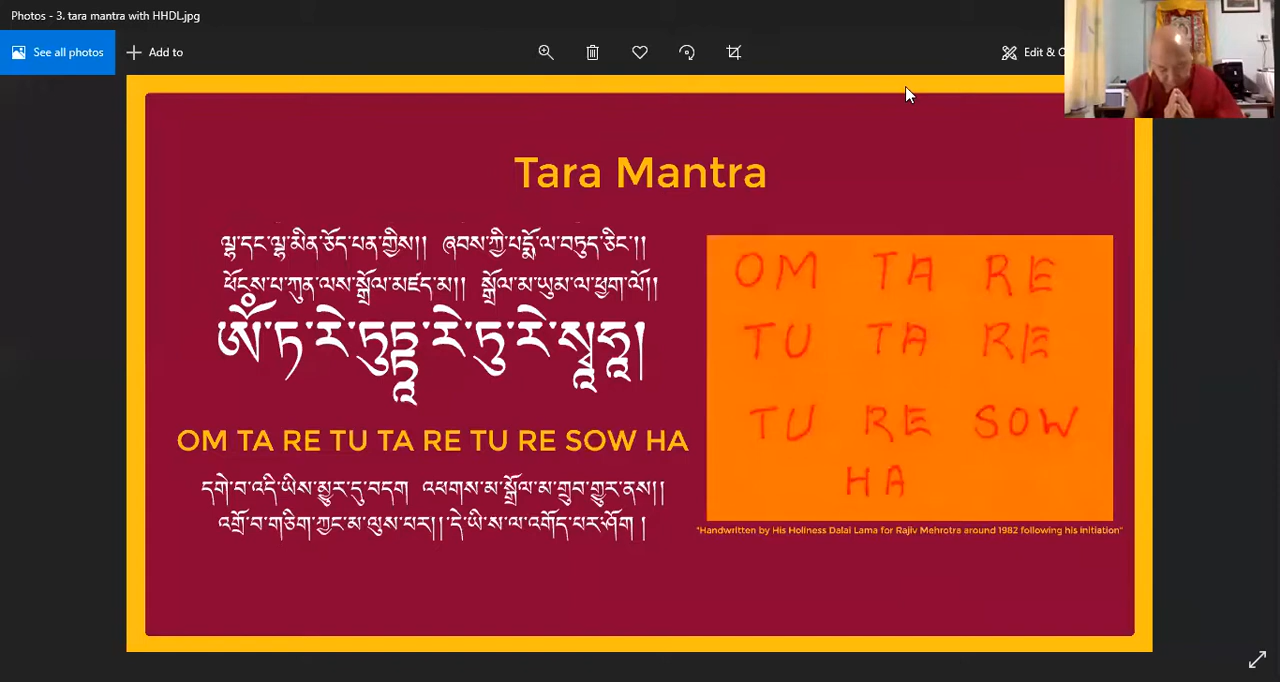 Photos - 3. tara mantra with HHDL.jpg
See all photos
Add to
Edit & C
Tara Mantra
ལྷ་དང་ལྷ་མིན་ཅོད་པན་གྱིས།། ཞབས་ཀྱི་པདྨོ་ལ་བཏུད་ཅིང་།།
ཕོངས་པ་ཀུན་ལས་སྒྲོལ་མཛད་མ།། སྒྲོལ་མ་ཡུམ་ལ་ཕྱག་ལོ།།
ཨོཾ་ཏ་རེ་ཏུཏྟཱ་རེ་ཏུ་རེ་སྭཱཧཱ།
OM TA RE TU TA RE TU RE SOW HA
དགེ་བ་འདི་ཡིས་མྱུར་དུ་བདག འཕགས་མ་སྒྲོལ་མ་གྲུབ་གྱུར་ནས།།
འགྲོ་བ་གཅིག་ཀྱང་མ་ལུས་པར།།དེ་ཡི་ས་ལ་འགོད་པར་ཤོག །
OM TA RE
TU TA RE
TU RE SOW
HA
"Handwritten by His Holiness Dalai Lama for Rajiv Mehrotra around 1982 following his initiation"